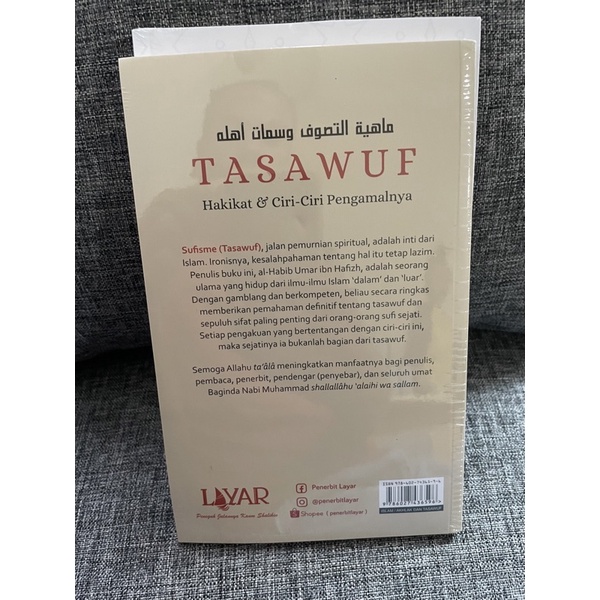 ماهية التصوف وسمات أهله
TASAWUF
Hakikat & Ciri-Ciri Pengamalnya
Sufisme (Tasawuf), jalan pemurnian spiritual, adalah inti dari
Islam. Ironisnya, kesalahpahaman tentang hal itu tetap lazim.
Penulis buku ini, al-Habib Umar ibn Hafizh, adalah seorang
ulama yang hidup dari ilmu-ilmu Islam 'dalam' dan 'luar'.
Dengan gamblang dan berkompeten, beliau secara ringkas
memberikan pemahaman definitif tentang tasawuf dan
sepuluh sifat paling penting dari orang-orang sufi sejati.
Setiap pengakuan yang bertentangan dengan ciri-ciri ini,
maka sejatinya ia bukanlah bagian dari tasawuf.
Semoga Allahu ta'âlâ meningkatkan manfaatnya bagi penulis,
pembaca, penerbit, pendengar (penyebar), dan seluruh umat
Baginda Nabi Muhammad shallallâhu 'alaihi wa sallam.
LAYAR
Penerbit Layar
@penerbitlayar
Shopee ( penerbitlayar )